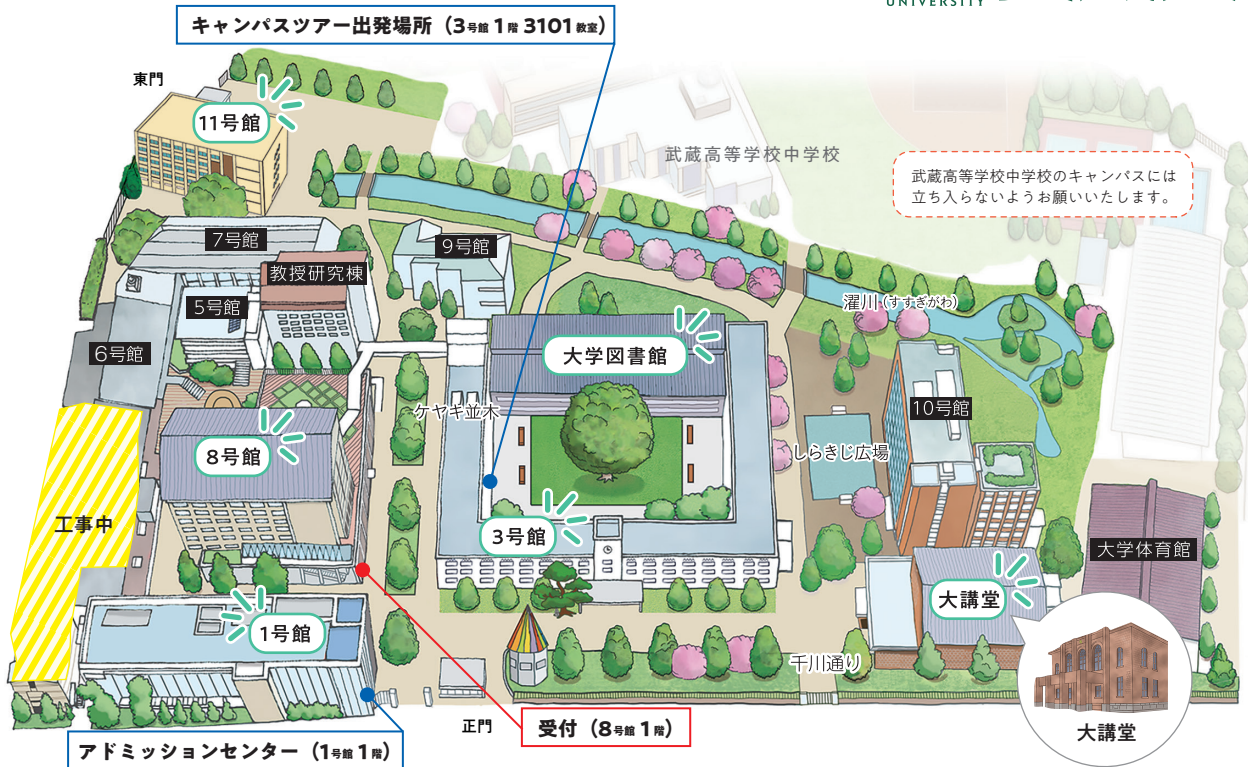 UNIVERSITY
キャンパスツアー出発場所（3号館 1階 3101教室）
東門
11号館
武蔵高等学校中学校
武蔵高等学校中学校のキャンパスには
立ち入らないようお願いいたします。
7号館
9号館
教授研究棟
5号館
濯川（すすぎがわ）
6号館
大学図書館
ケヤキ並木
10号館
8号館
しらきじ広場
工事中
3号館
大学体育館
大講堂
1号館
千川通り
正門
受付（8号館 1階）
大講堂
アドミッションセンター（1号館 1階）